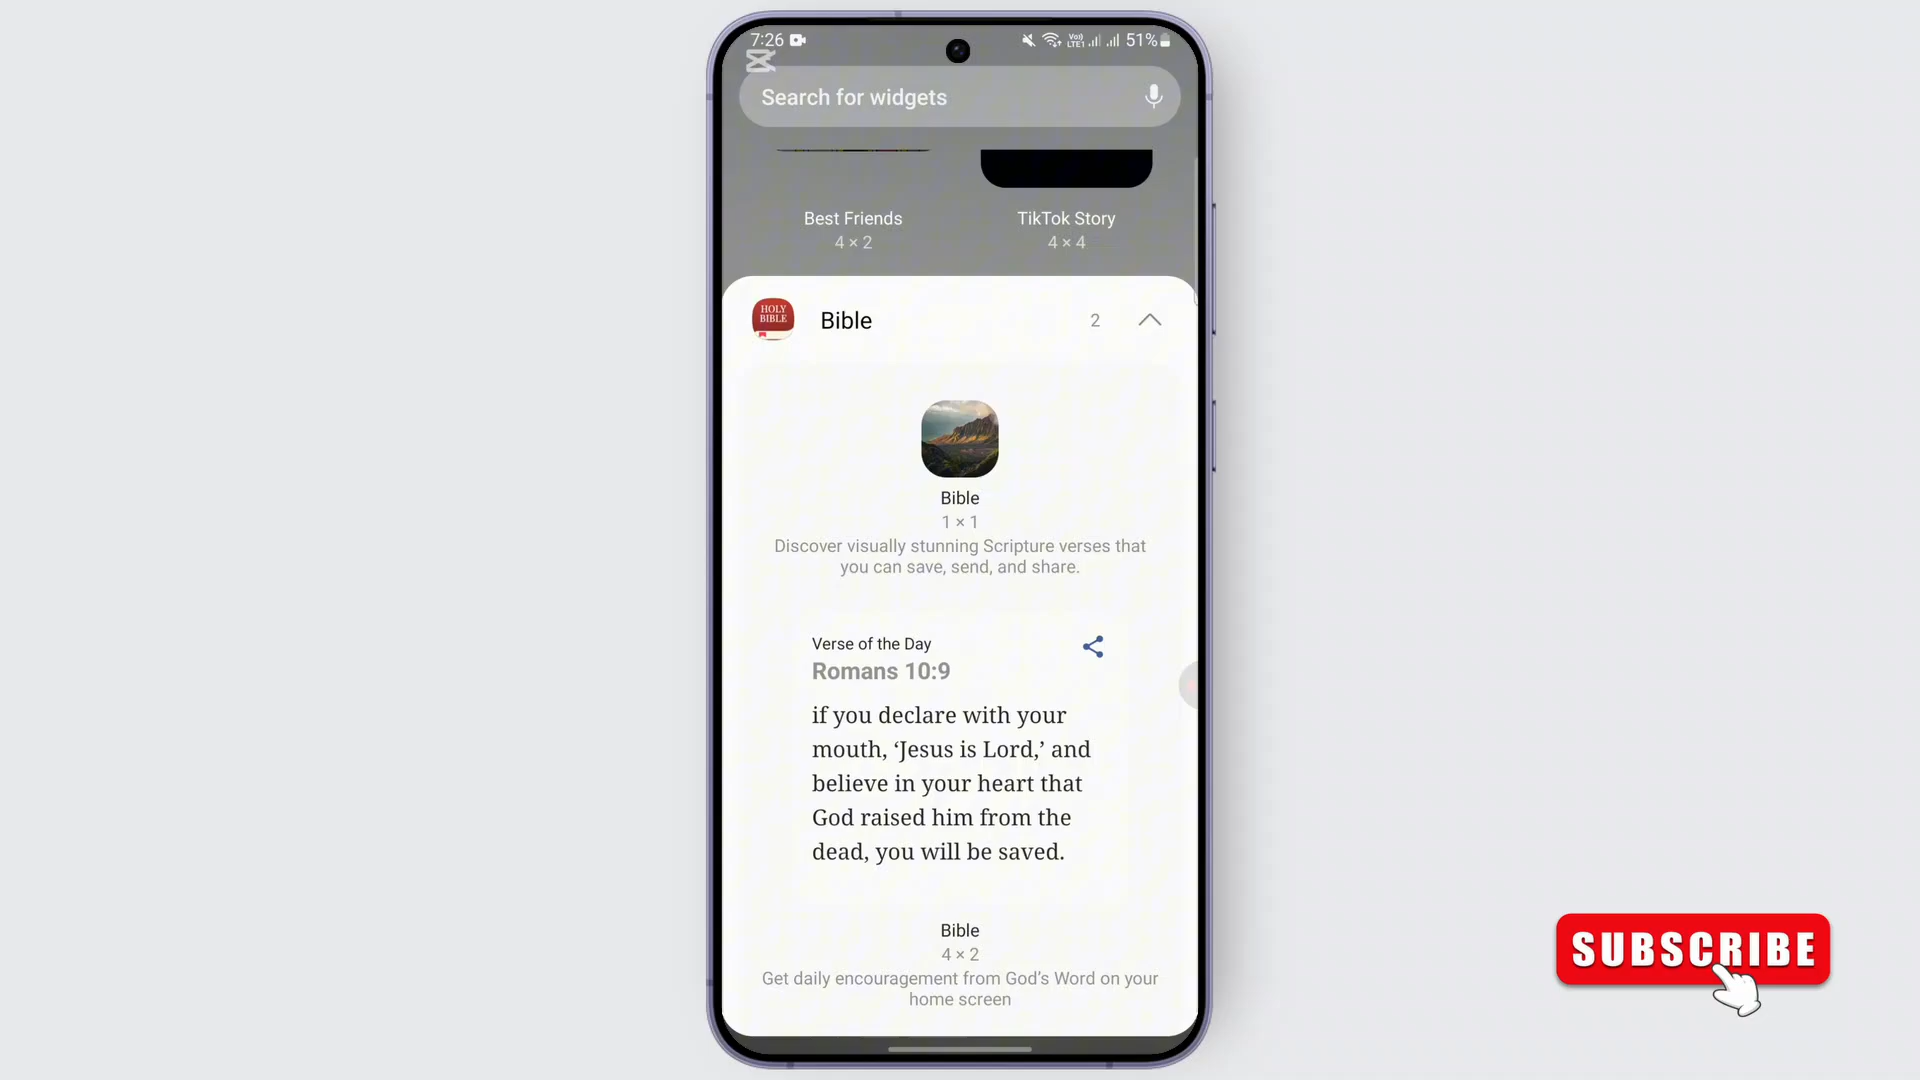 7:26
Vo)) LTE1
51%
Search for widgets
Best Friends
4 × 2
TikTok Story
4 × 4
HOLY
BIBLE
Bible
2
Bible
1 × 1
Discover visually stunning Scripture verses that
you can save, send, and share.
Verse of the Day
Romans 10:9
if you declare with your
mouth, ‘Jesus is Lord,’ and
believe in your heart that
God raised him from the
dead, you will be saved.
Bible
4 × 2
Get daily encouragement from God’s Word on your
home screen
SUBSCRIBE